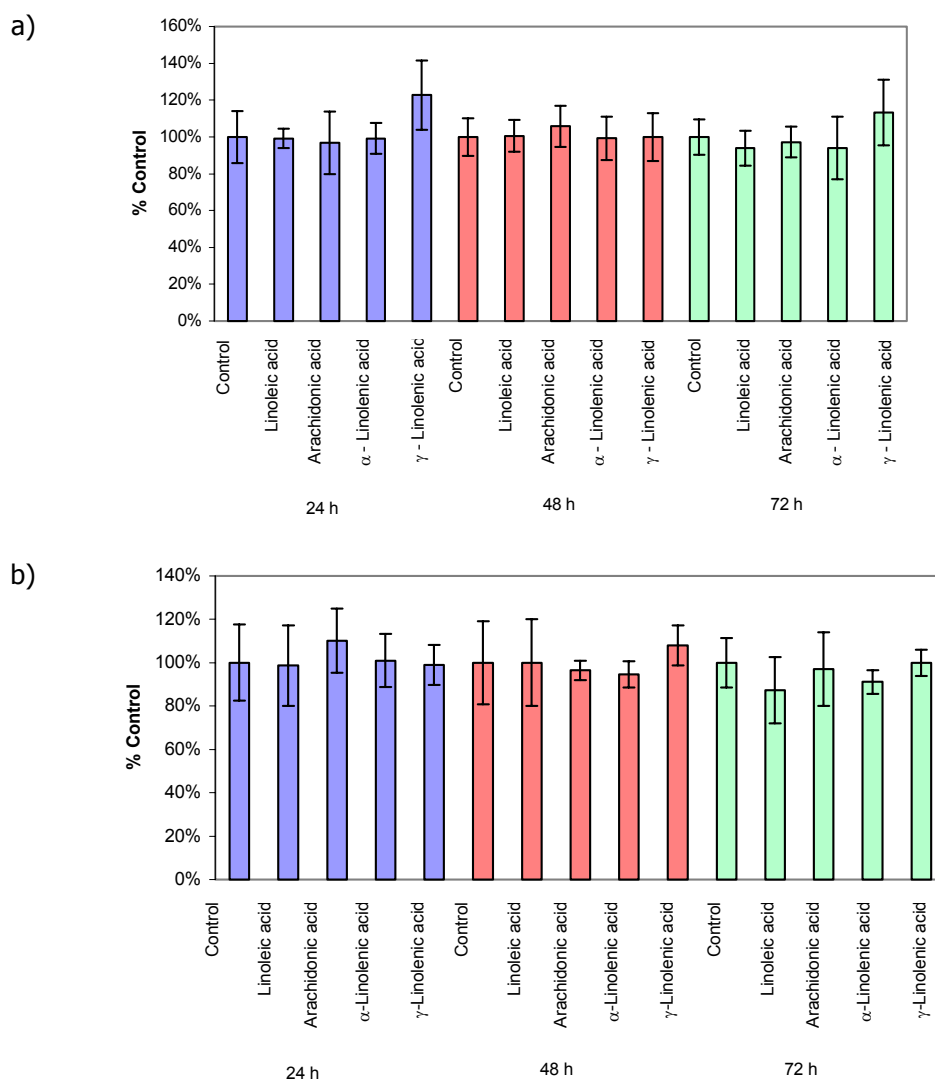 a)
% Control
160%
140%
120%
100%
80%
60%
40%
20%
0%
Control
Linoleic acid
Arachidonic acid
α - Linolenic acid
γ - Linolenic acic
Control
Linoleic acid
Arachidonic acid
α - Linolenic acid
γ - Linolenic acid
Control
Linoleic acid
Arachidonic acid
α - Linolenic acid
γ - Linolenic acid
24 h
48 h
72 h
b)
% Control
140%
120%
100%
80%
60%
40%
20%
0%
Control
Linoleic acid
Arachidonic acid
α-Linolenic acid
γ-Linolenic acid
Control
Linoleic acid
Arachidonic acid
α-Linolenic acid
γ-Linolenic acid
Control
Linoleic acid
Arachidonic acid
α-Linolenic acid
γ-Linolenic acid
24 h
48 h
72 h